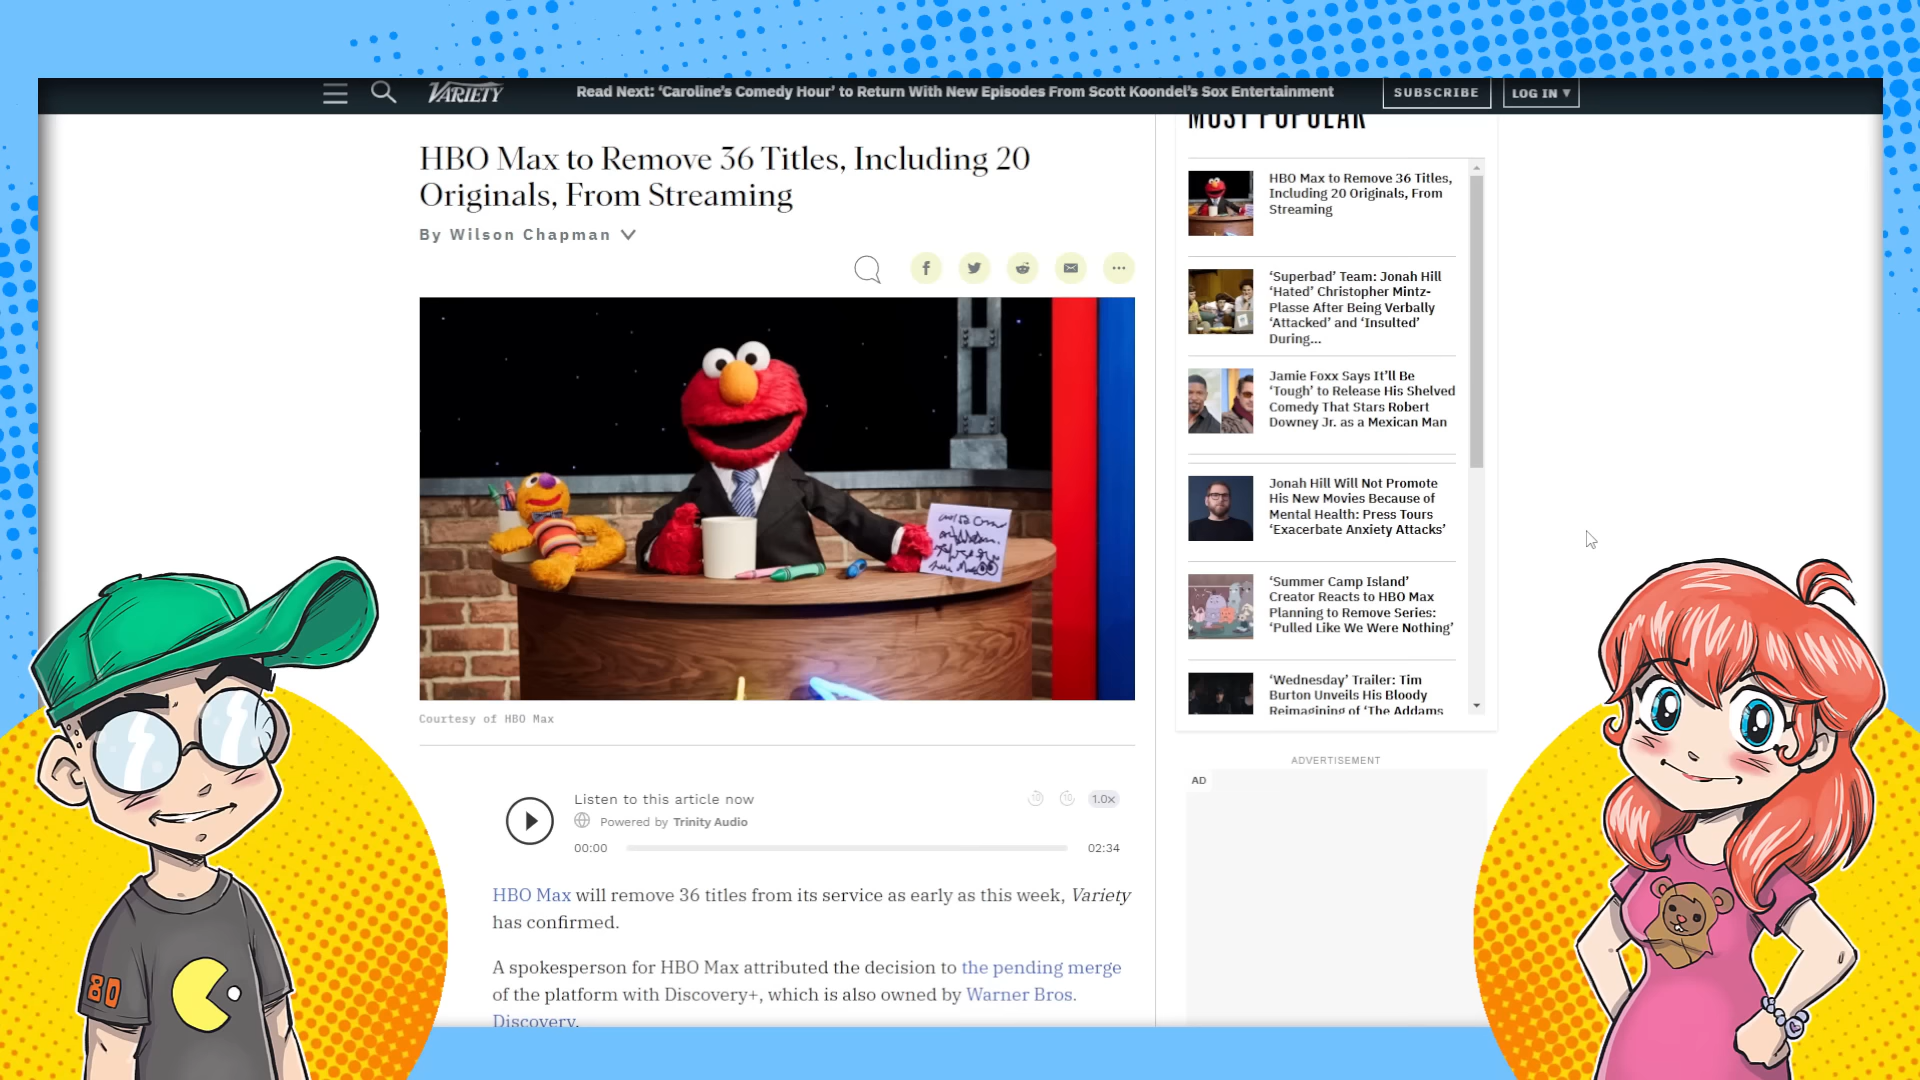 VARIETY
Read Next: ‘Caroline’s Comedy Hour’ to Return With New Episodes From Scott Koondel’s Sox Entertainment
SUBSCRIBE
LOG IN ▾
HBO Max to Remove 36 Titles, Including 20
Originals, From Streaming
By Wilson Chapman
Courtesy of HBO Max
Listen to this article now
Powered by Trinity Audio
10
10
1.0x
00:00
02:34
HBO Max will remove 36 titles from its service as early as this week, Variety
has confirmed.
A spokesperson for HBO Max attributed the decision to the pending merge
of the platform with Discovery+, which is also owned by Warner Bros.
Discovery.
MOST POPULAR
HBO Max to Remove 36 Titles,
Including 20 Originals, From
Streaming
‘Superbad’ Team: Jonah Hill
‘Hated’ Christopher Mintz-
Plasse After Being Verbally
‘Attacked’ and ‘Insulted’
During...
Jamie Foxx Says It’ll Be
‘Tough’ to Release His Shelved
Comedy That Stars Robert
Downey Jr. as a Mexican Man
Jonah Hill Will Not Promote
His New Movies Because of
Mental Health: Press Tours
‘Exacerbate Anxiety Attacks’
‘Summer Camp Island’
Creator Reacts to HBO Max
Planning to Remove Series:
‘Pulled Like We Were Nothing’
‘Wednesday’ Trailer: Tim
Burton Unveils His Bloody
Reimagining of ‘The Addams
ADVERTISEMENT
AD
80